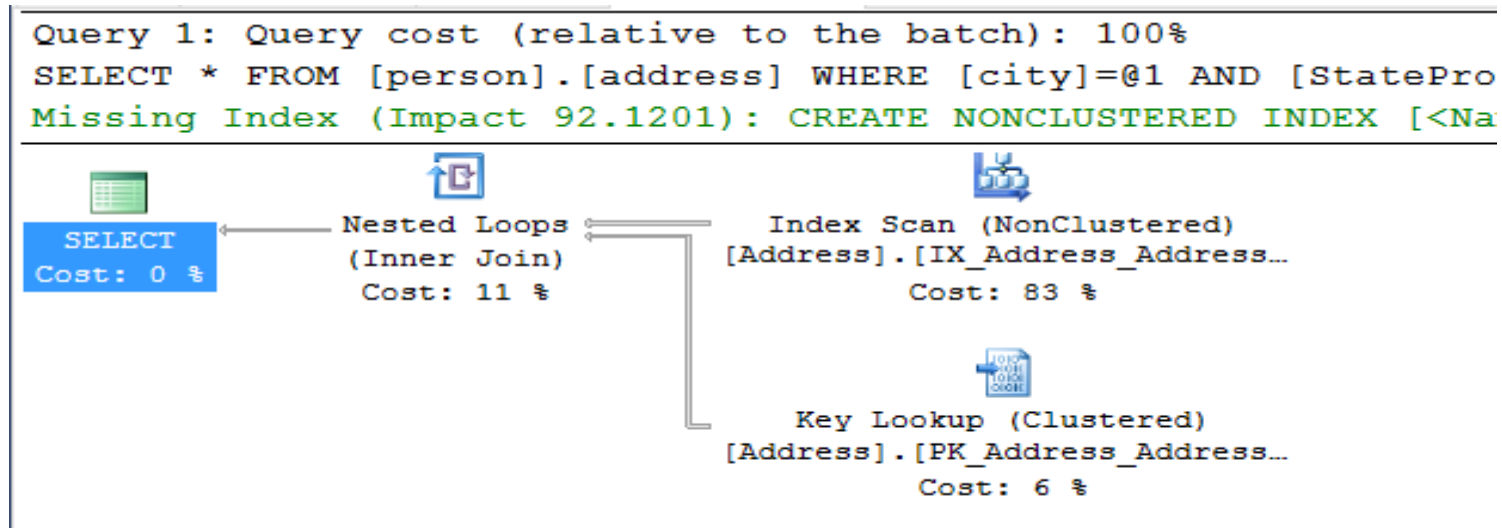 Query 1: Query cost (relative to the batch): 100%
SELECT * FROM [person].[address] WHERE [city]=@1 AND [StatePro
Missing Index (Impact 92.1201): CREATE NONCLUSTERED INDEX [<Na
SELECT
Cost: 0 %
Nested Loops
(Inner Join)
Cost: 11 %
Index Scan (NonClustered)
[Address].[IX_Address_Address…
Cost: 83 %
Key Lookup (Clustered)
[Address].[PK_Address_Address…
Cost: 6 %